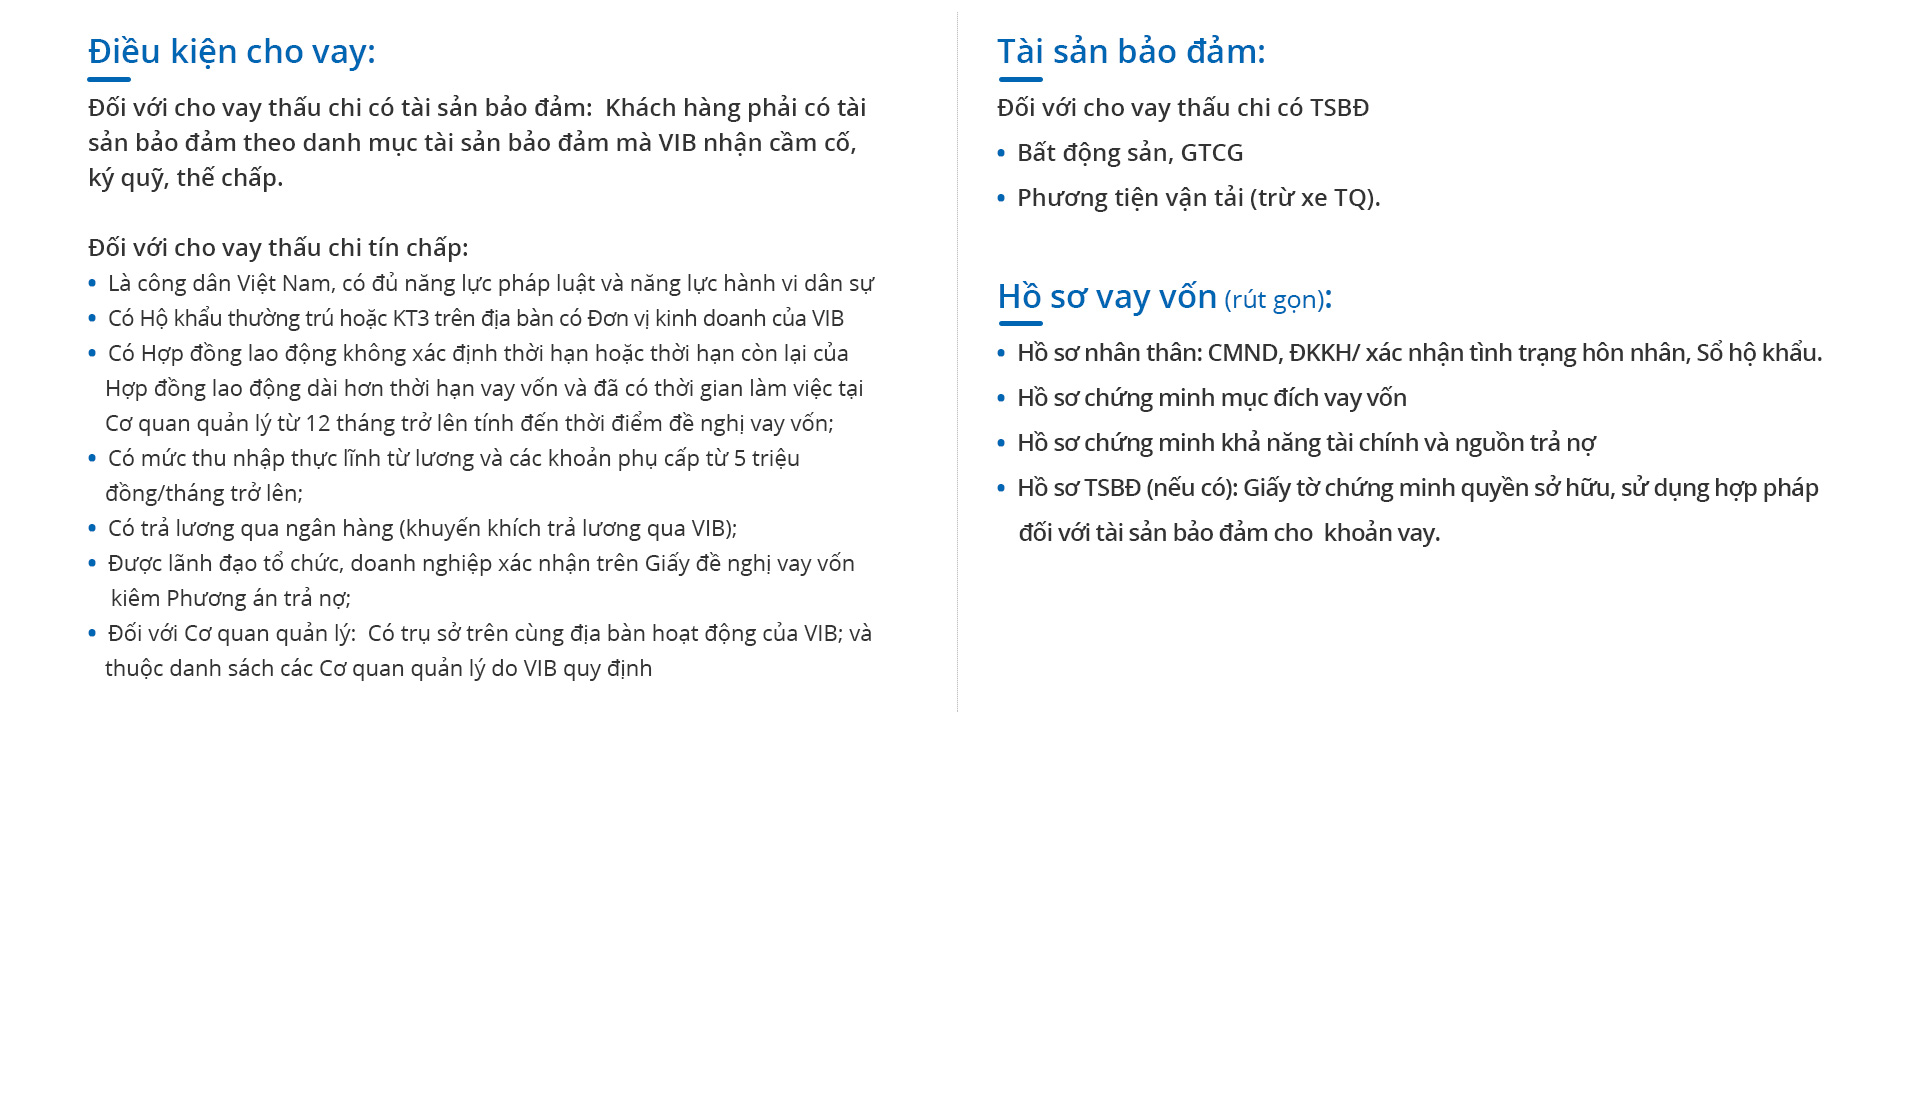 Điều kiện cho vay:
Đối với cho vay thấu chi có tài sản bảo đảm:  Khách hàng phải có tài
sản bảo đảm theo danh mục tài sản bảo đảm mà VIB nhận cầm cố,
ký quỹ, thế chấp.
Đối với cho vay thấu chi tín chấp:
• Là công dân Việt Nam, có đủ năng lực pháp luật và năng lực hành vi dân sự
• Có Hộ khẩu thường trú hoặc KT3 trên địa bàn có Đơn vị kinh doanh của VIB
• Có Hợp đồng lao động không xác định thời hạn hoặc thời hạn còn lại của
Hợp đồng lao động dài hơn thời hạn vay vốn và đã có thời gian làm việc tại
Cơ quan quản lý từ 12 tháng trở lên tính đến thời điểm đề nghị vay vốn;
• Có mức thu nhập thực lĩnh từ lương và các khoản phụ cấp từ 5 triệu
đồng/tháng trở lên;
• Có trả lương qua ngân hàng (khuyến khích trả lương qua VIB);
• Được lãnh đạo tổ chức, doanh nghiệp xác nhận trên Giấy đề nghị vay vốn
kiêm Phương án trả nợ;
• Đối với Cơ quan quản lý:  Có trụ sở trên cùng địa bàn hoạt động của VIB; và
thuộc danh sách các Cơ quan quản lý do VIB quy định
Tài sản bảo đảm:
Đối với cho vay thấu chi có TSBĐ
• Bất động sản, GTCG
• Phương tiện vận tải (trừ xe TQ).
Hồ sơ vay vốn (rút gọn):
• Hồ sơ nhân thân: CMND, ĐKKH/ xác nhận tình trạng hôn nhân, Sổ hộ khẩu.
• Hồ sơ chứng minh mục đích vay vốn
• Hồ sơ chứng minh khả năng tài chính và nguồn trả nợ
• Hồ sơ TSBĐ (nếu có): Giấy tờ chứng minh quyền sở hữu, sử dụng hợp pháp
đối với tài sản bảo đảm cho  khoản vay.